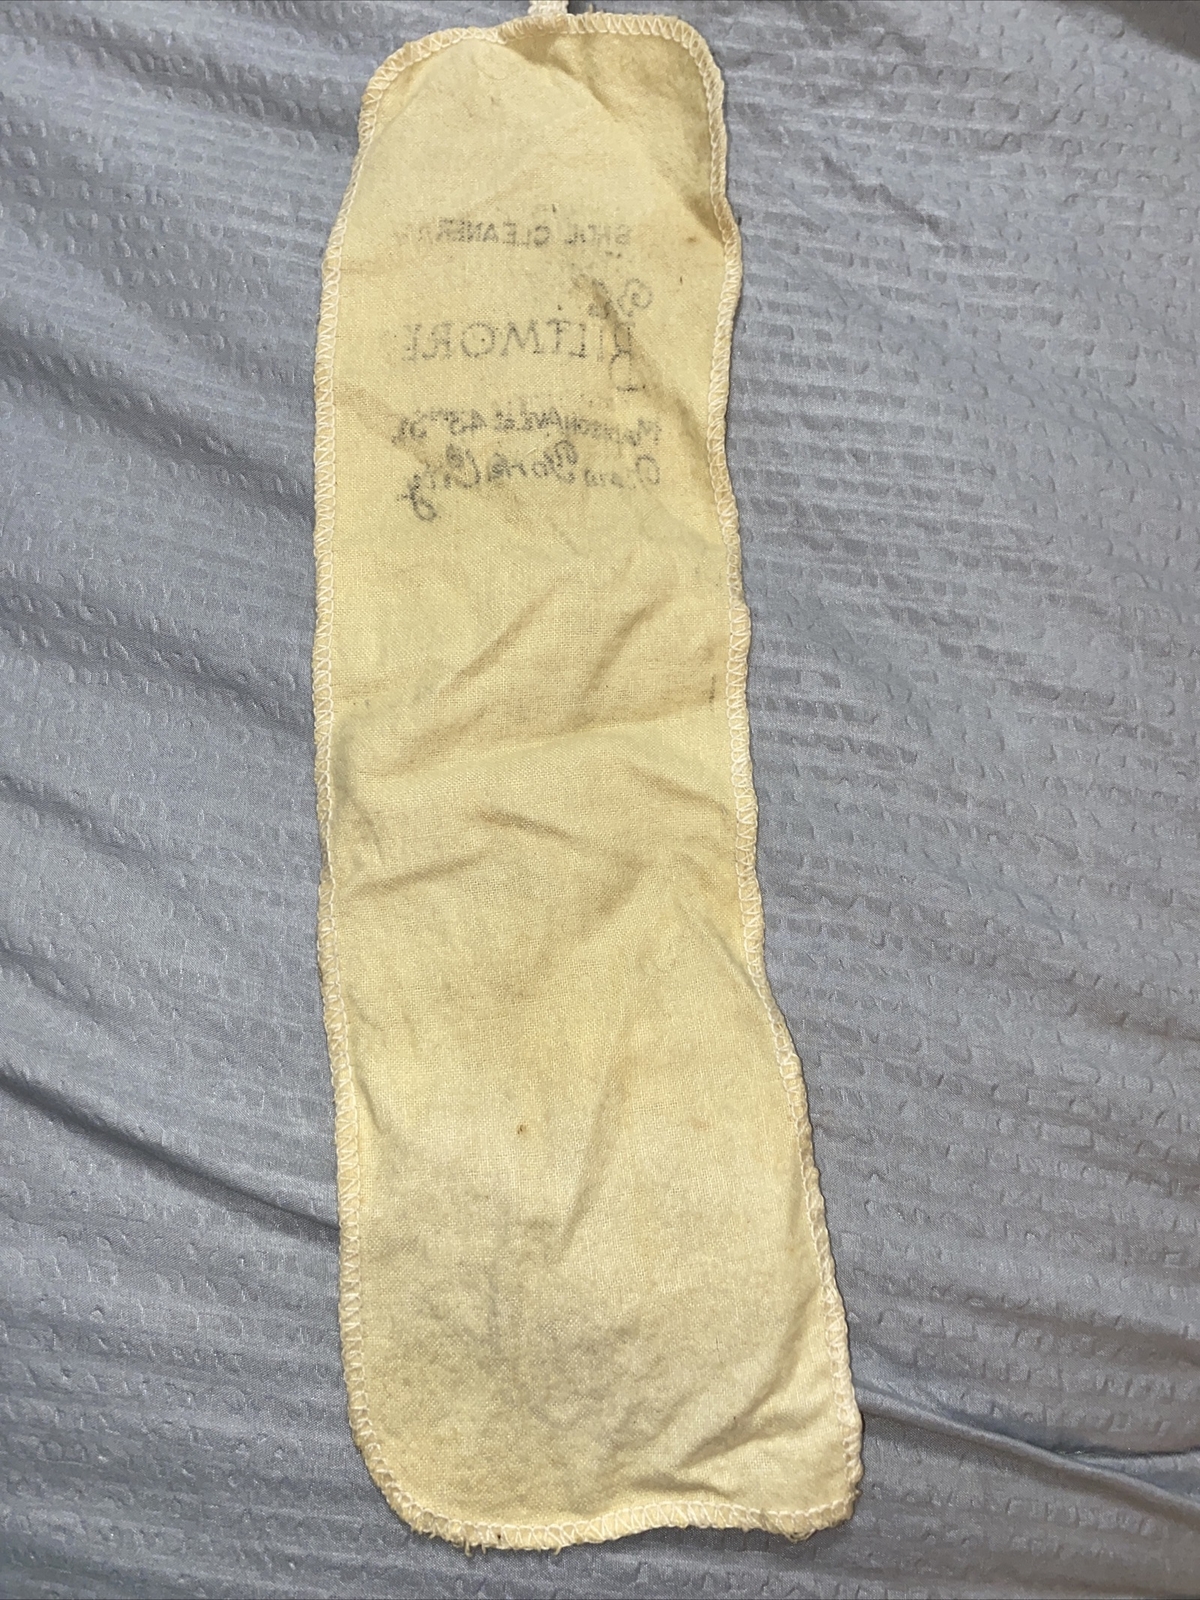 SHOE CLEANER
The
BILTMORE
MADISON AVE at 43rd St.
New York City